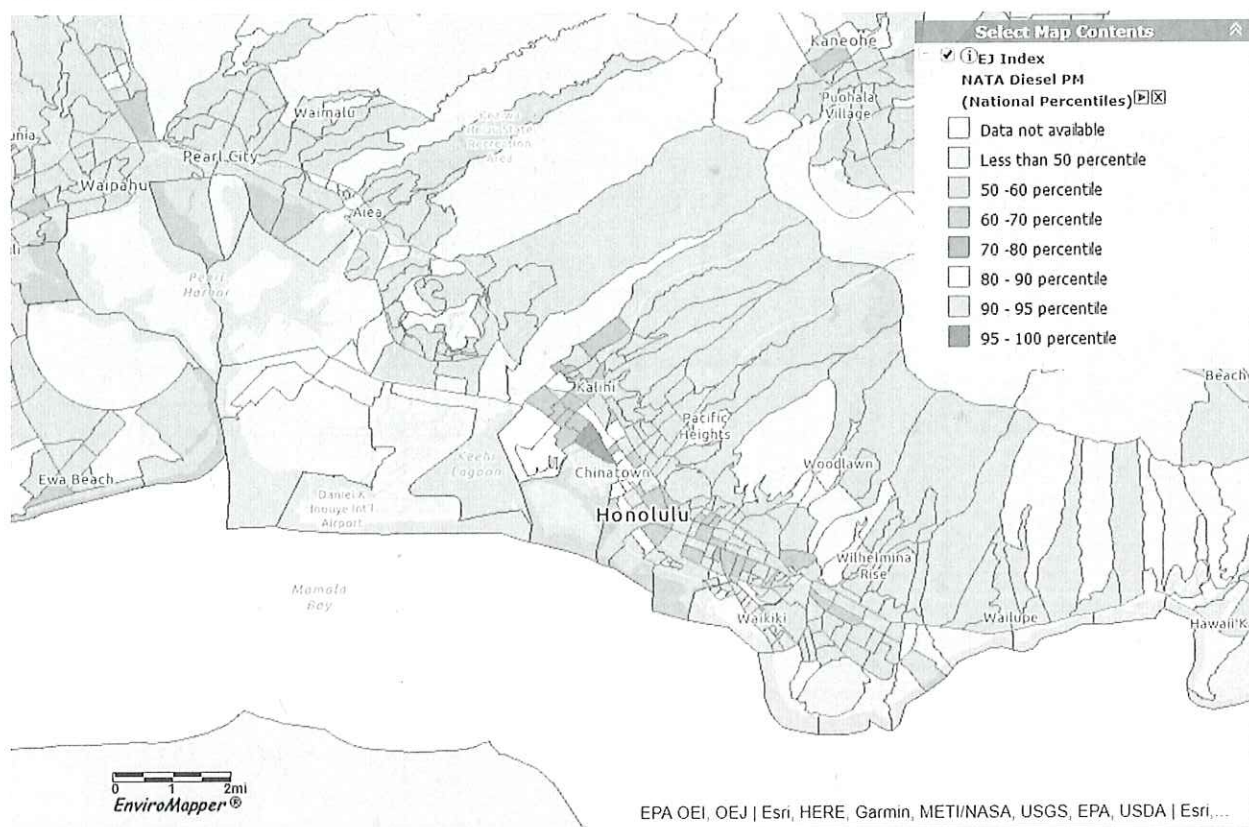 Select Map Contents
EJ Index
NATA Diesel PM
(National Percentiles)
Data not available
Less than 50 percentile
50 -60 percentile
60 -70 percentile
70 -80 percentile
80 - 90 percentile
90 - 95 percentile
95 - 100 percentile
Kaneohe
Puohala
Village
Waimalu
Recreation
Area
Pearl City
Waipahu
Aiea
Pearl
Harbor
Beach
Kalihi
Pacific
Heights
Keehi
Lagoon
Chinatown
Woodlawn
Ewa Beach
Daniel K
Inouye Int'l
Airport
Honolulu
Wilhelmina
Rise
Mamala
Bay
Waikiki
Wailupe
Hawaii K
0 1 2mi
EnviroMapper®
EPA OEI, OEJ | Esri, HERE, Garmin, METI/NASA, USGS, EPA, USDA | Esri,...